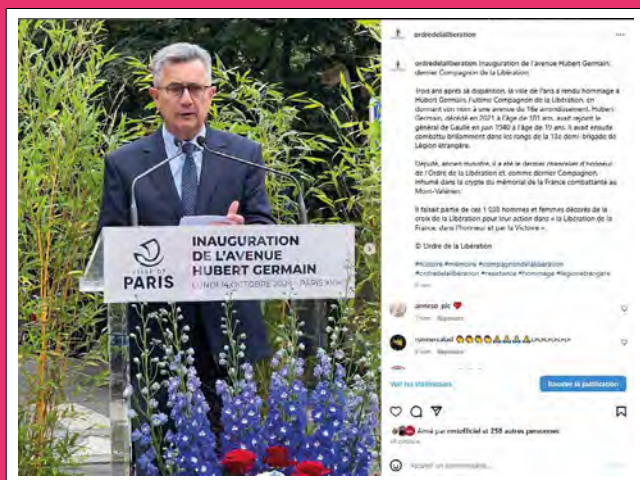 ordredelaliberation
ordredelaliberation Inauguration de l'avenue Hubert Germain,
dernier Compagnon de la Libération
Trois ans après sa disparition, la ville de Paris a rendu hommage à
Hubert Germain, l'ultime Compagnon de la Libération, en
donnant son nom à une avenue du 16e arrondissement. Hubert
Germain, décédé en 2021 à l'âge de 101 ans, avait rejoint le
général de Gaulle en juin 1940 à l'âge de 19 ans. Il avait ensuite
combattu brillamment dans les rangs de la 13e demi-brigade de
Légion étrangère.
Député, ancien ministre, il a été le dernier chancelier d'honneur
de l'Ordre de la Libération et, comme dernier Compagnon,
inhumé dans la crypte du mémorial de la France combattante au
Mont-Valérien.
Il faisait partie de ces 1 038 hommes et femmes décorés de la
croix de la Libération pour leur action dans « la Libération de la
France, dans l'honneur et par la Victoire ».
© Ordre de la Libération
#histoire #mémoire #compagnondelaliberation
#ordredelaliberation #resistance #hommage #légionétrangère
VILLE DE
PARIS
INAUGURATION
DE L'AVENUE
HUBERT GERMAIN
LUNDI 14 OCTOBRE 2024 - PARIS XVIe
Répondre
Répondre
Voir les statistiques
Booster la publication
Aimé par cmiofficiel et 258 autres personnes
Ajouter un commentaire...